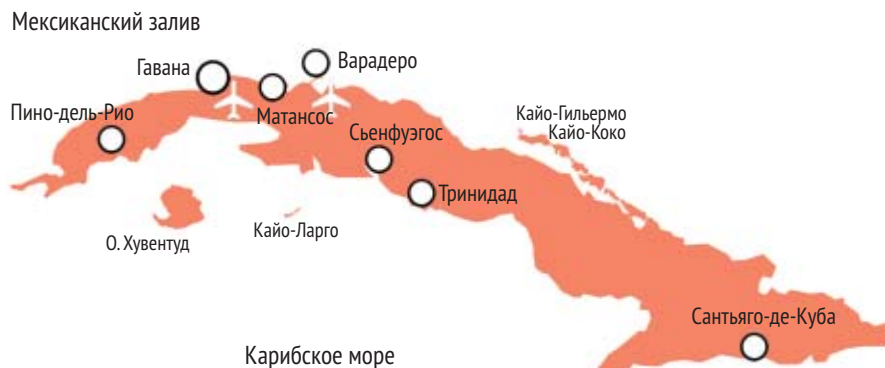 Мексиканский залив
Гавана
Варадеро
Пино-дель-Рио
Матансос
Сьенфуэгос
Кайо-Гильермо
Кайо-Коко
Тринидад
О. Хувентуд
Кайо-Ларго
Сантьяго-де-Куба
Карибское море